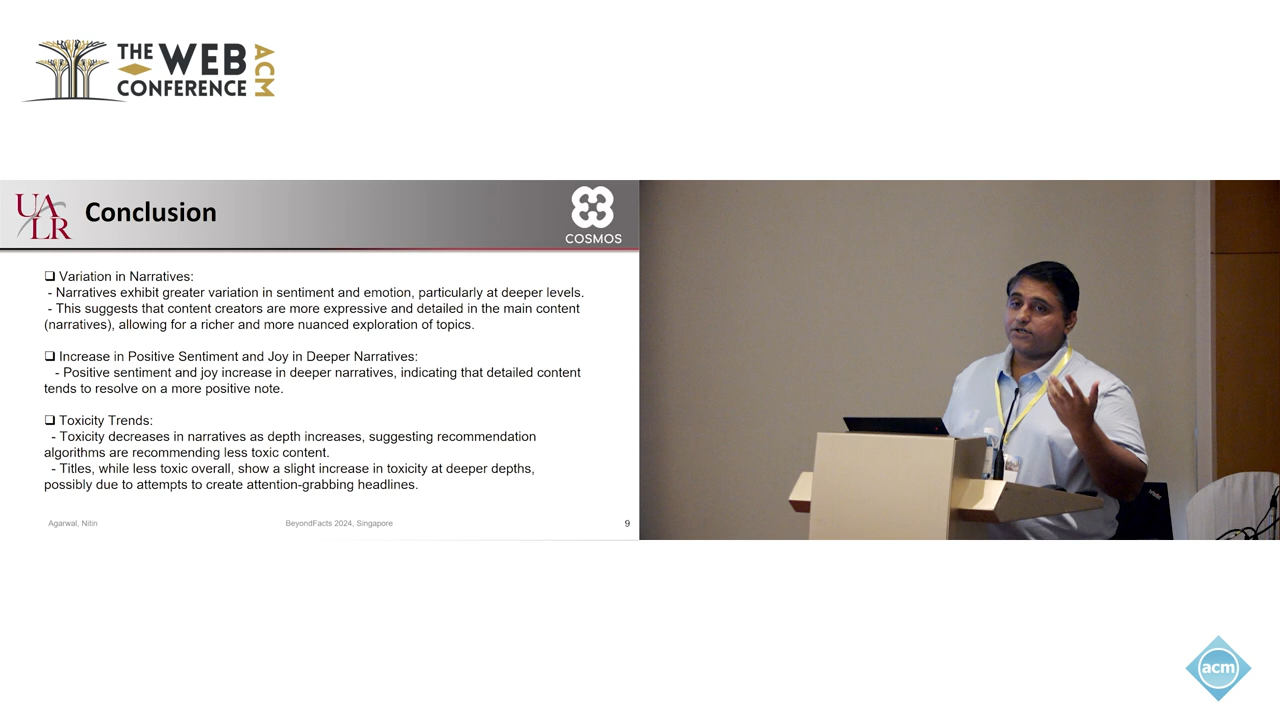 THE WEB
CONFERENCE
ACM
UA
LR
Conclusion
COSMOS
❑ Variation in Narratives:
- Narratives exhibit greater variation in sentiment and emotion, particularly at deeper levels.
- This suggests that content creators are more expressive and detailed in the main content
(narratives), allowing for a richer and more nuanced exploration of topics.
❑ Increase in Positive Sentiment and Joy in Deeper Narratives:
- Positive sentiment and joy increase in deeper narratives, indicating that detailed content
tends to resolve on a more positive note.
❑ Toxicity Trends:
- Toxicity decreases in narratives as depth increases, suggesting recommendation
algorithms are recommending less toxic content.
- Titles, while less toxic overall, show a slight increase in toxicity at deeper depths,
possibly due to attempts to create attention-grabbing headlines.
Agarwal, Nitin
BeyondFacts 2024, Singapore
9
acm